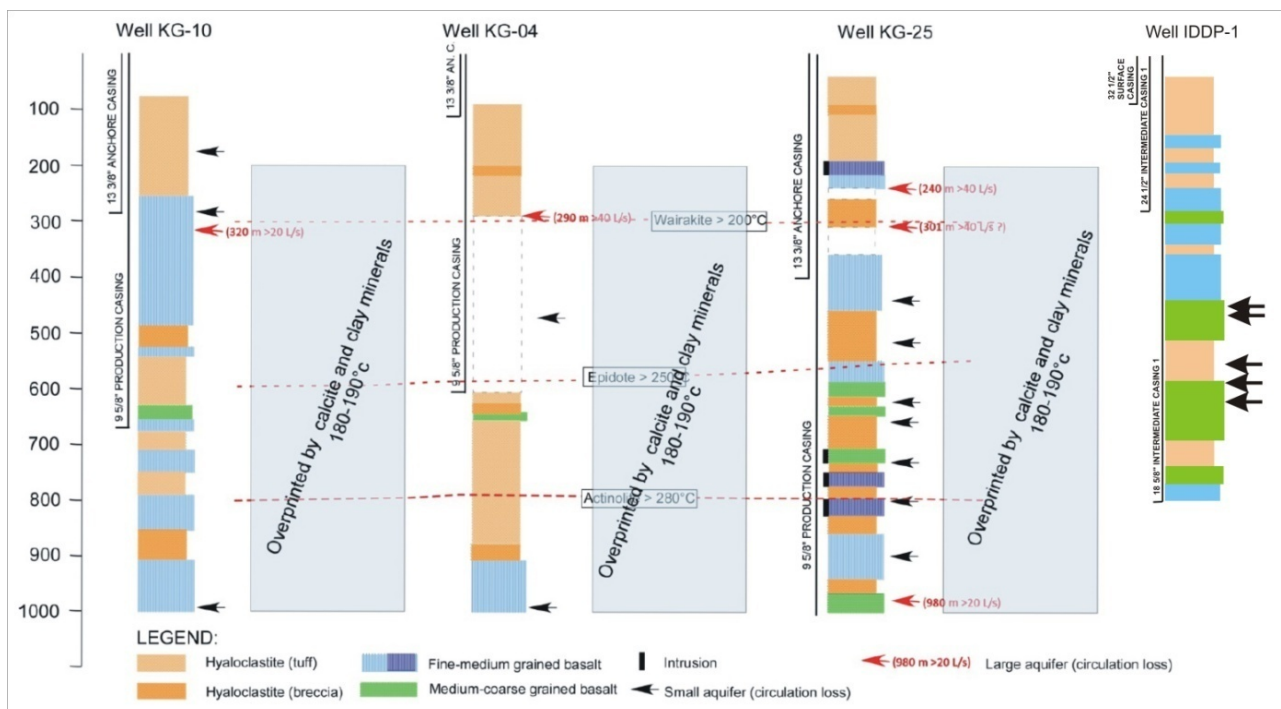 Well KG-10
Well KG-04
Well KG-25
Well IDDP-1
100
200
300
400
500
600
700
800
900
1000
13 3/8" ANCHORE CASING
9 5/8" PRODUCTION CASING
(320 m >20 L/s)
Overprinted by calcite and clay minerals
180-190°c
13 3/8" AN. C.
9 5/8" PRODUCTION CASING
(290 m >40 L/s)
Wairakite > 200°C
Epidote > 250°C
Actinolite > 280°C
Overprinted by calcite and clay minerals
180-190°c
13 3/8" ANCHORE CASING
9 5/8" PRODUCTION CASING
(240 m >40 L/s)
(301 m >40 L/s ?)
(980 m >20 L/s)
Overprinted by calcite and clay minerals
180-190°c
32 1/2"
SURFACE
CASING
24 1/2" INTERMEDIATE CASING 1
18 5/8" INTERMEDIATE CASING 1
LEGEND:
Hyaloclastite (tuff)
Hyaloclastite (breccia)
Fine-medium grained basalt
Medium-coarse grained basalt
Intrusion
Small aquifer (circulation loss)
(980 m >20 L/s)
Large aquifer (circulation loss)